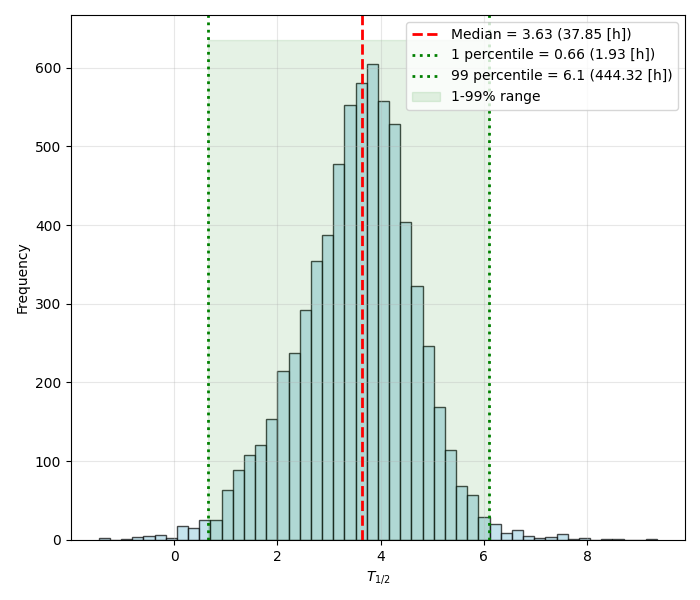 Median = 3.63 (37.85 [h])
1 percentile = 0.66 (1.93 [h])
99 percentile = 6.1 (444.32 [h])
1-99% range
600
500
400
300
200
100
0
Frequency
0 2 4 6 8
T1/2